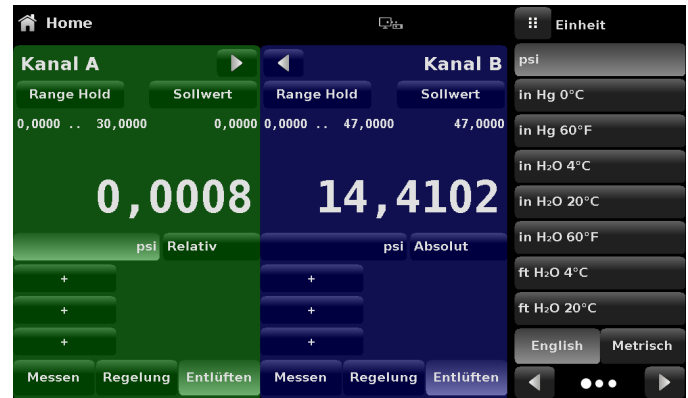 Home
Kanal A
Kanal B
Range Hold Sollwert
Range Hold Sollwert
0,0000 .. 30,0000 0,0000
0,0000 .. 47,0000 47,0000
0,0008
14,4102
psi Relativ
psi Absolut
+
+
+
+
+
+
Messen Regelung Entlüften
Messen Regelung Entlüften
Einheit
psi
in Hg 0°C
in Hg 60°F
in H₂O 4°C
in H₂O 20°C
in H₂O 60°F
ft H₂O 4°C
ft H₂O 20°C
English Metrisch